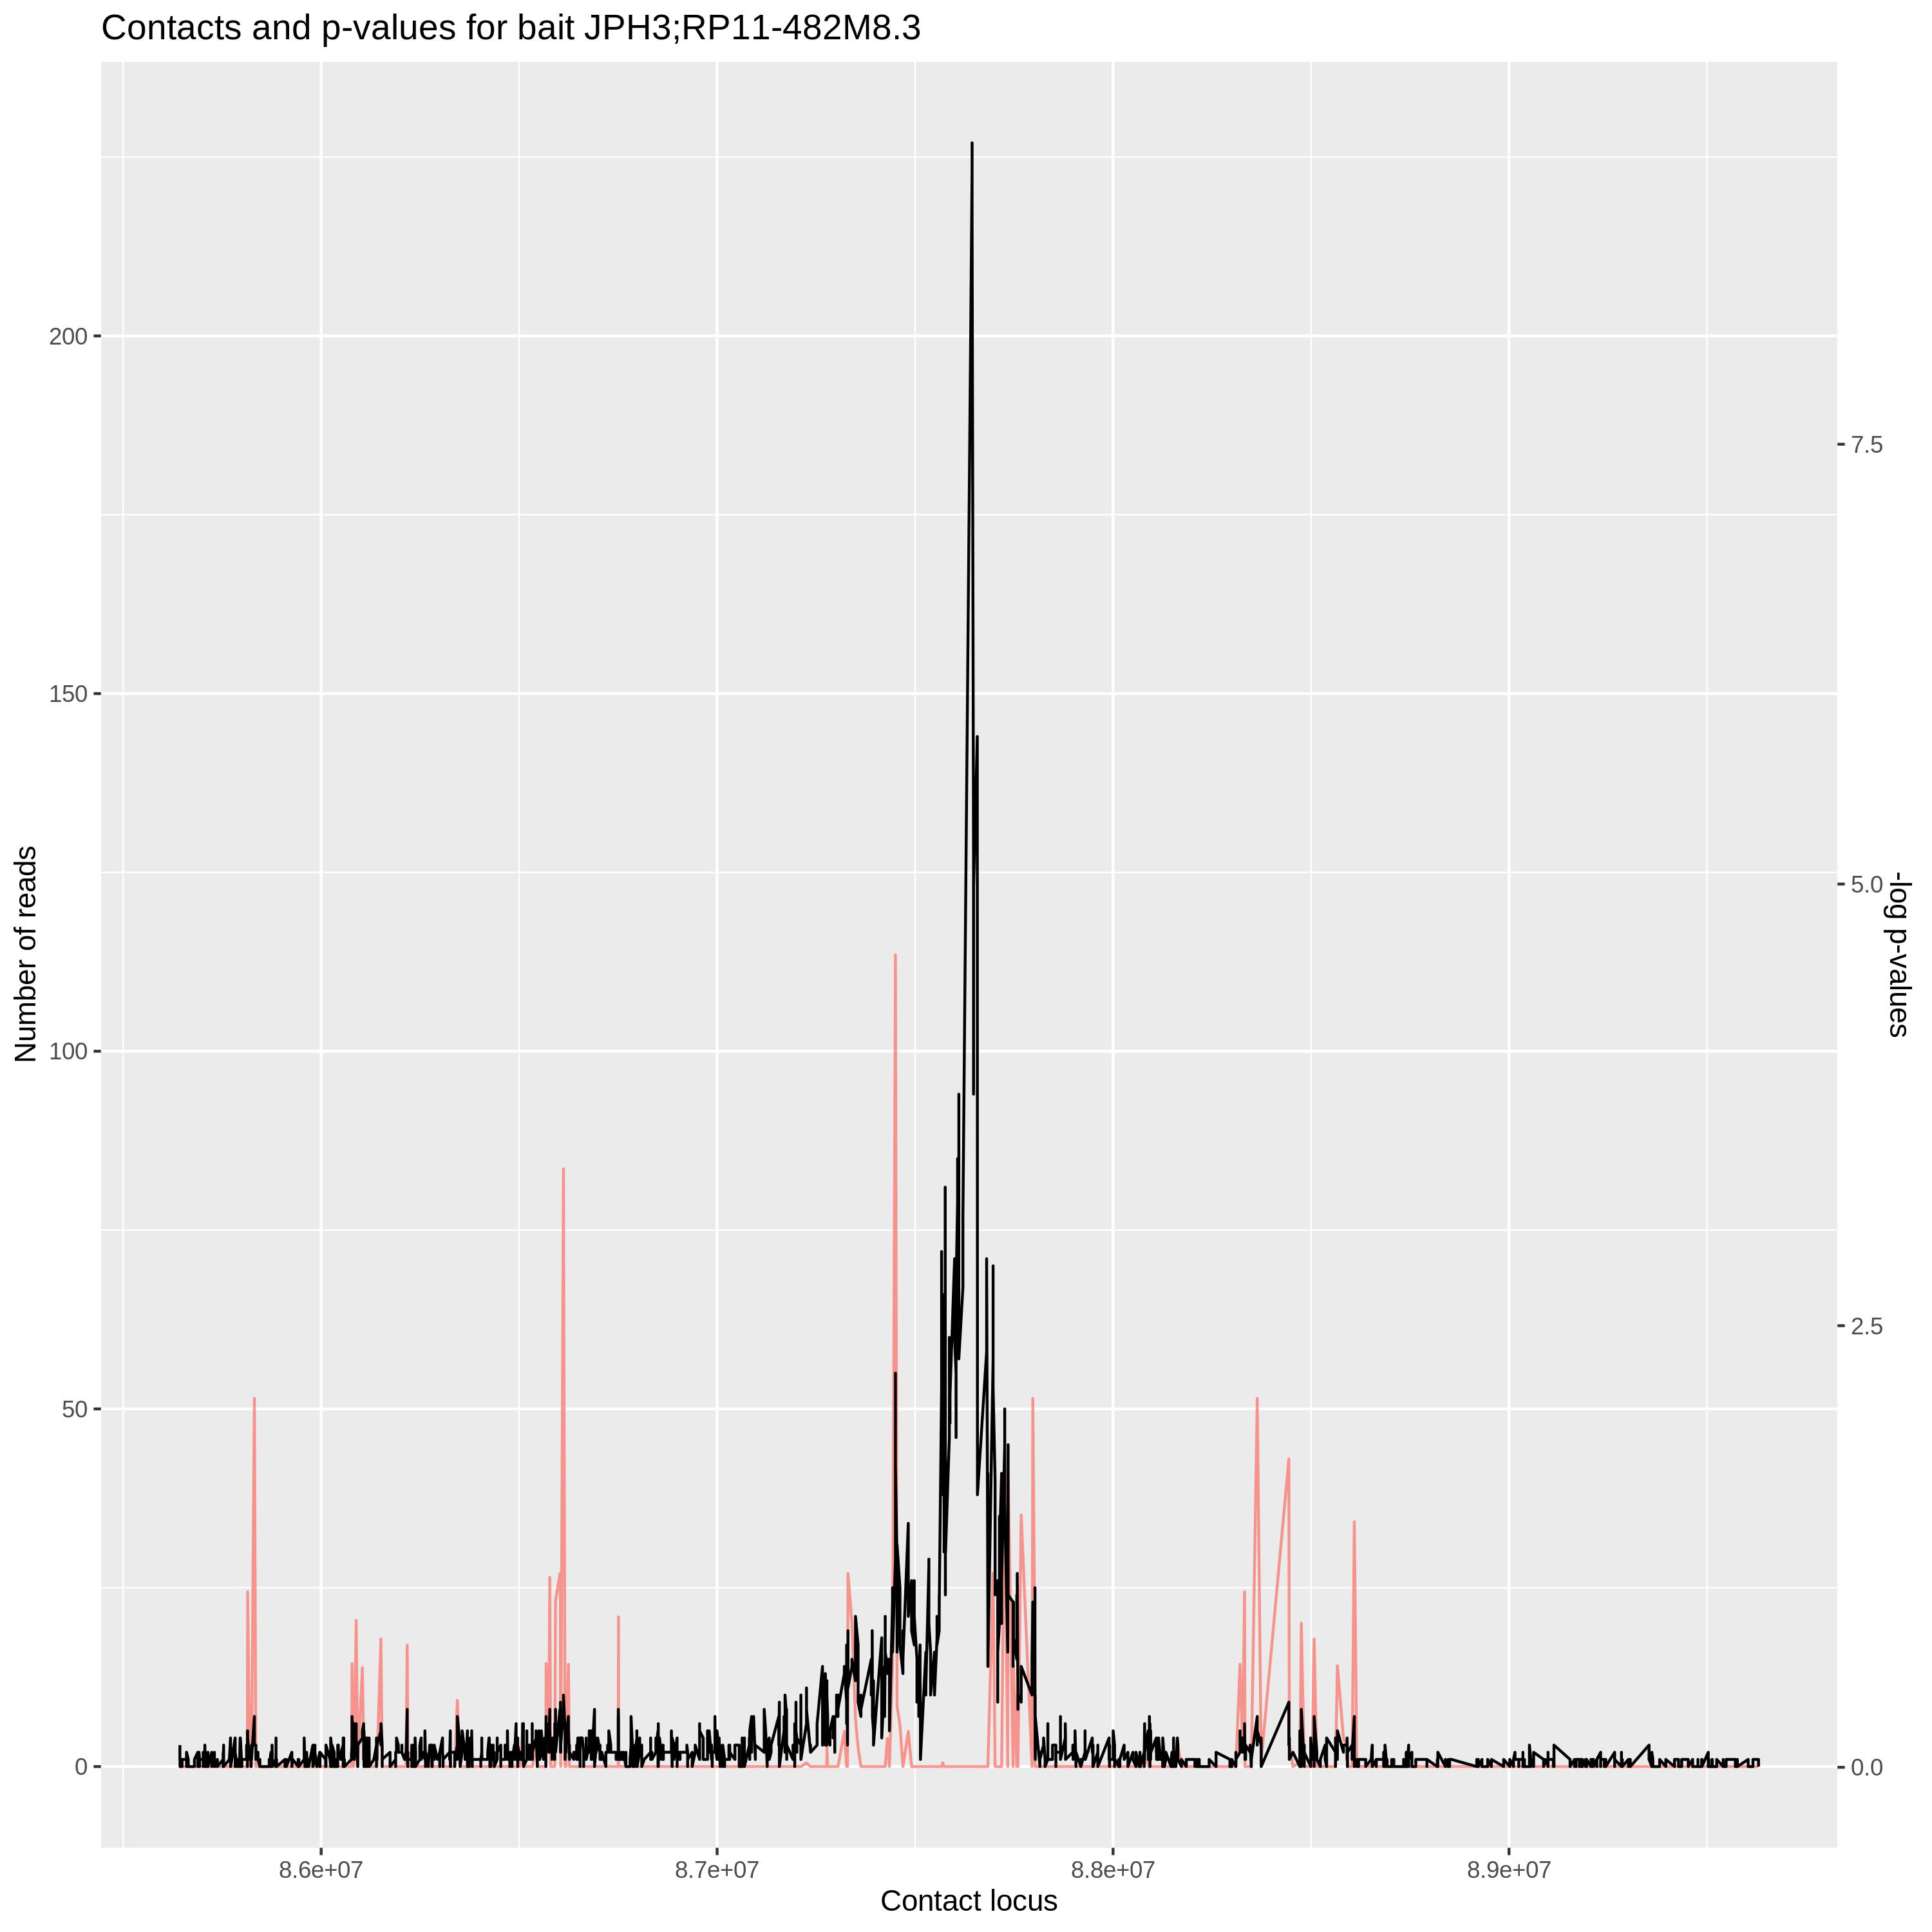 Contacts and p-values for bait JPH3;RP11-482M8.3
200
150
100
50
0
Number of reads
7.5
5.0
2.5
0.0
-log p-values
8.6e+07
8.7e+07
8.8e+07
8.9e+07
Contact locus